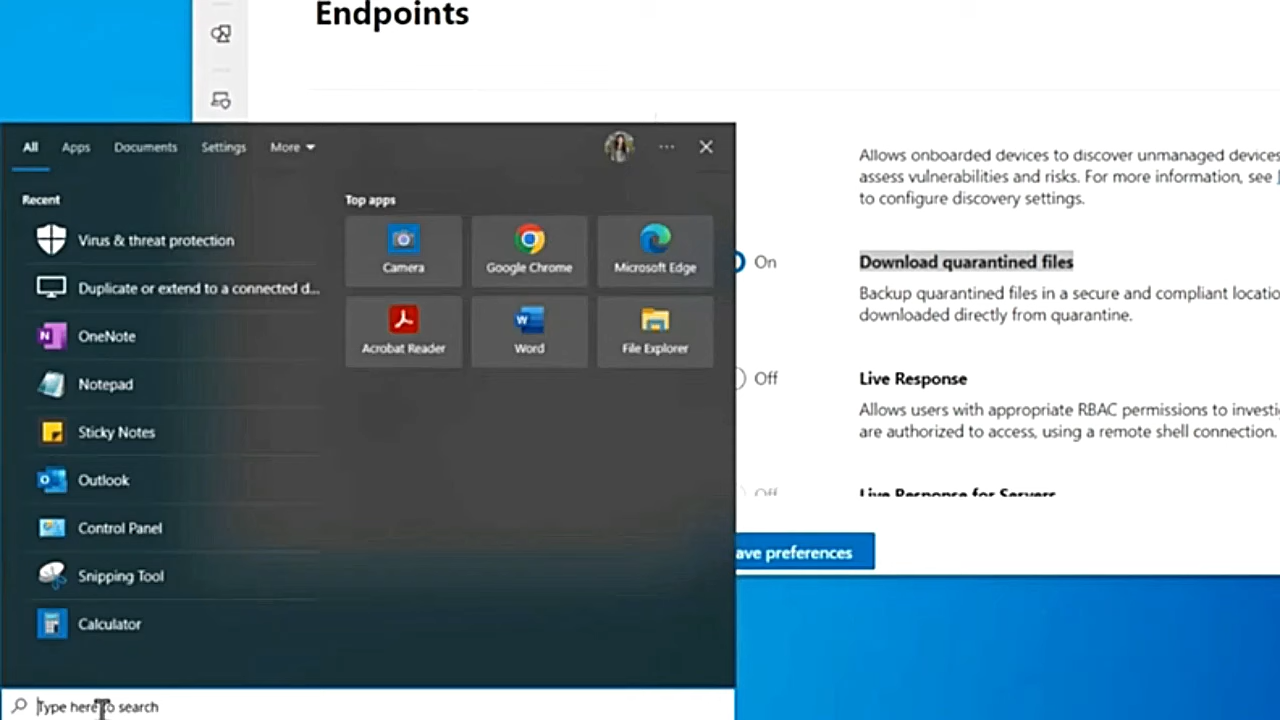 Endpoints
All
Apps
Documents
Settings
More
Recent
Virus & threat protection
Duplicate or extend to a connected d...
OneNote
Notepad
Sticky Notes
Outlook
Control Panel
Snipping Tool
Calculator
Top apps
Camera
Google Chrome
Microsoft Edge
Acrobat Reader
Word
File Explorer
Type here to search
Allows onboarded devices to discover unmanaged devices
assess vulnerabilities and risks. For more information, see
to configure discovery settings.
On
Download quarantined files
Backup quarantined files in a secure and compliant locatio
downloaded directly from quarantine.
Off
Live Response
Allows users with appropriate RBAC permissions to investi
are authorized to access, using a remote shell connection.
Off
Live Response for Servers
ave preferences